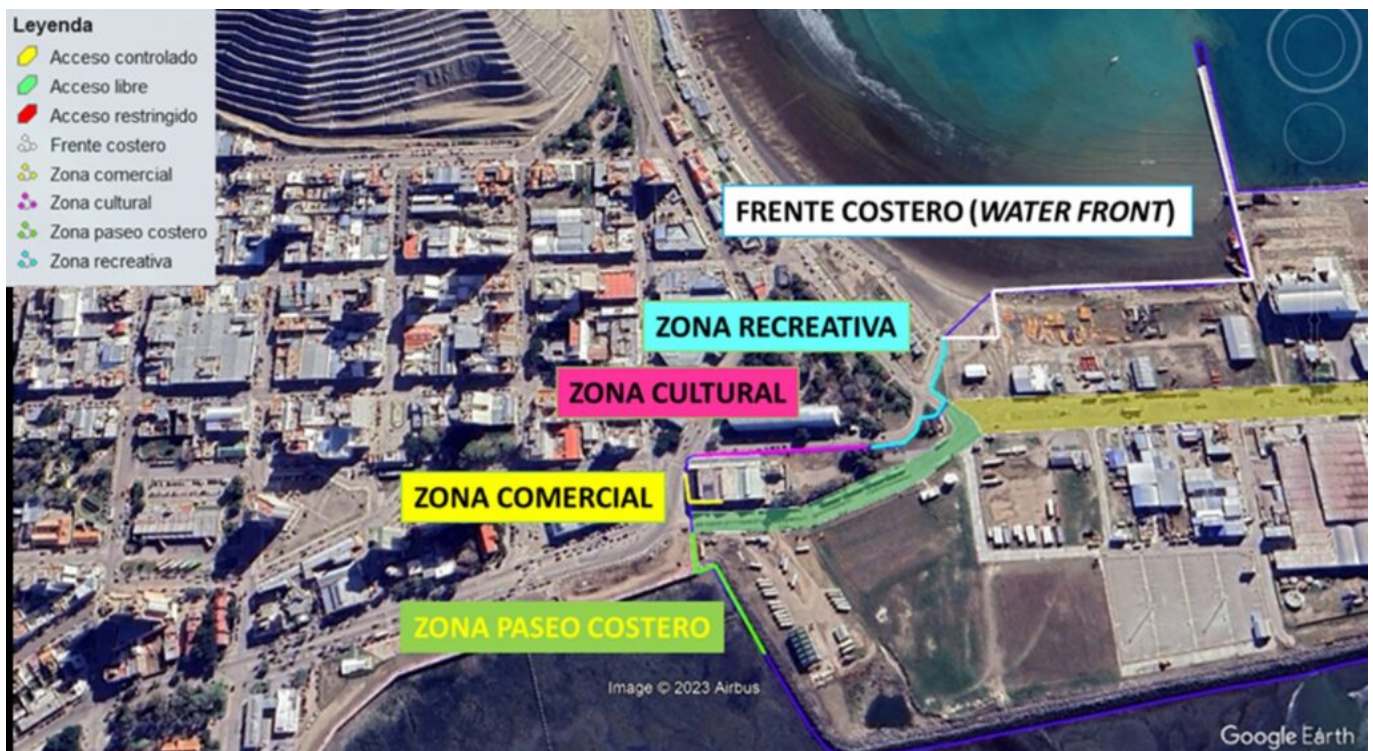 Leyenda
Acceso controlado
Acceso libre
Acceso restringido
Frente costero
Zona comercial
Zona cultural
Zona paseo costero
Zona recreativa
FRENTE COSTERO (WATER FRONT)
ZONA RECREATIVA
ZONA CULTURAL
ZONA COMERCIAL
ZONA PASEO COSTERO
Image © 2023 Airbus
Google Earth